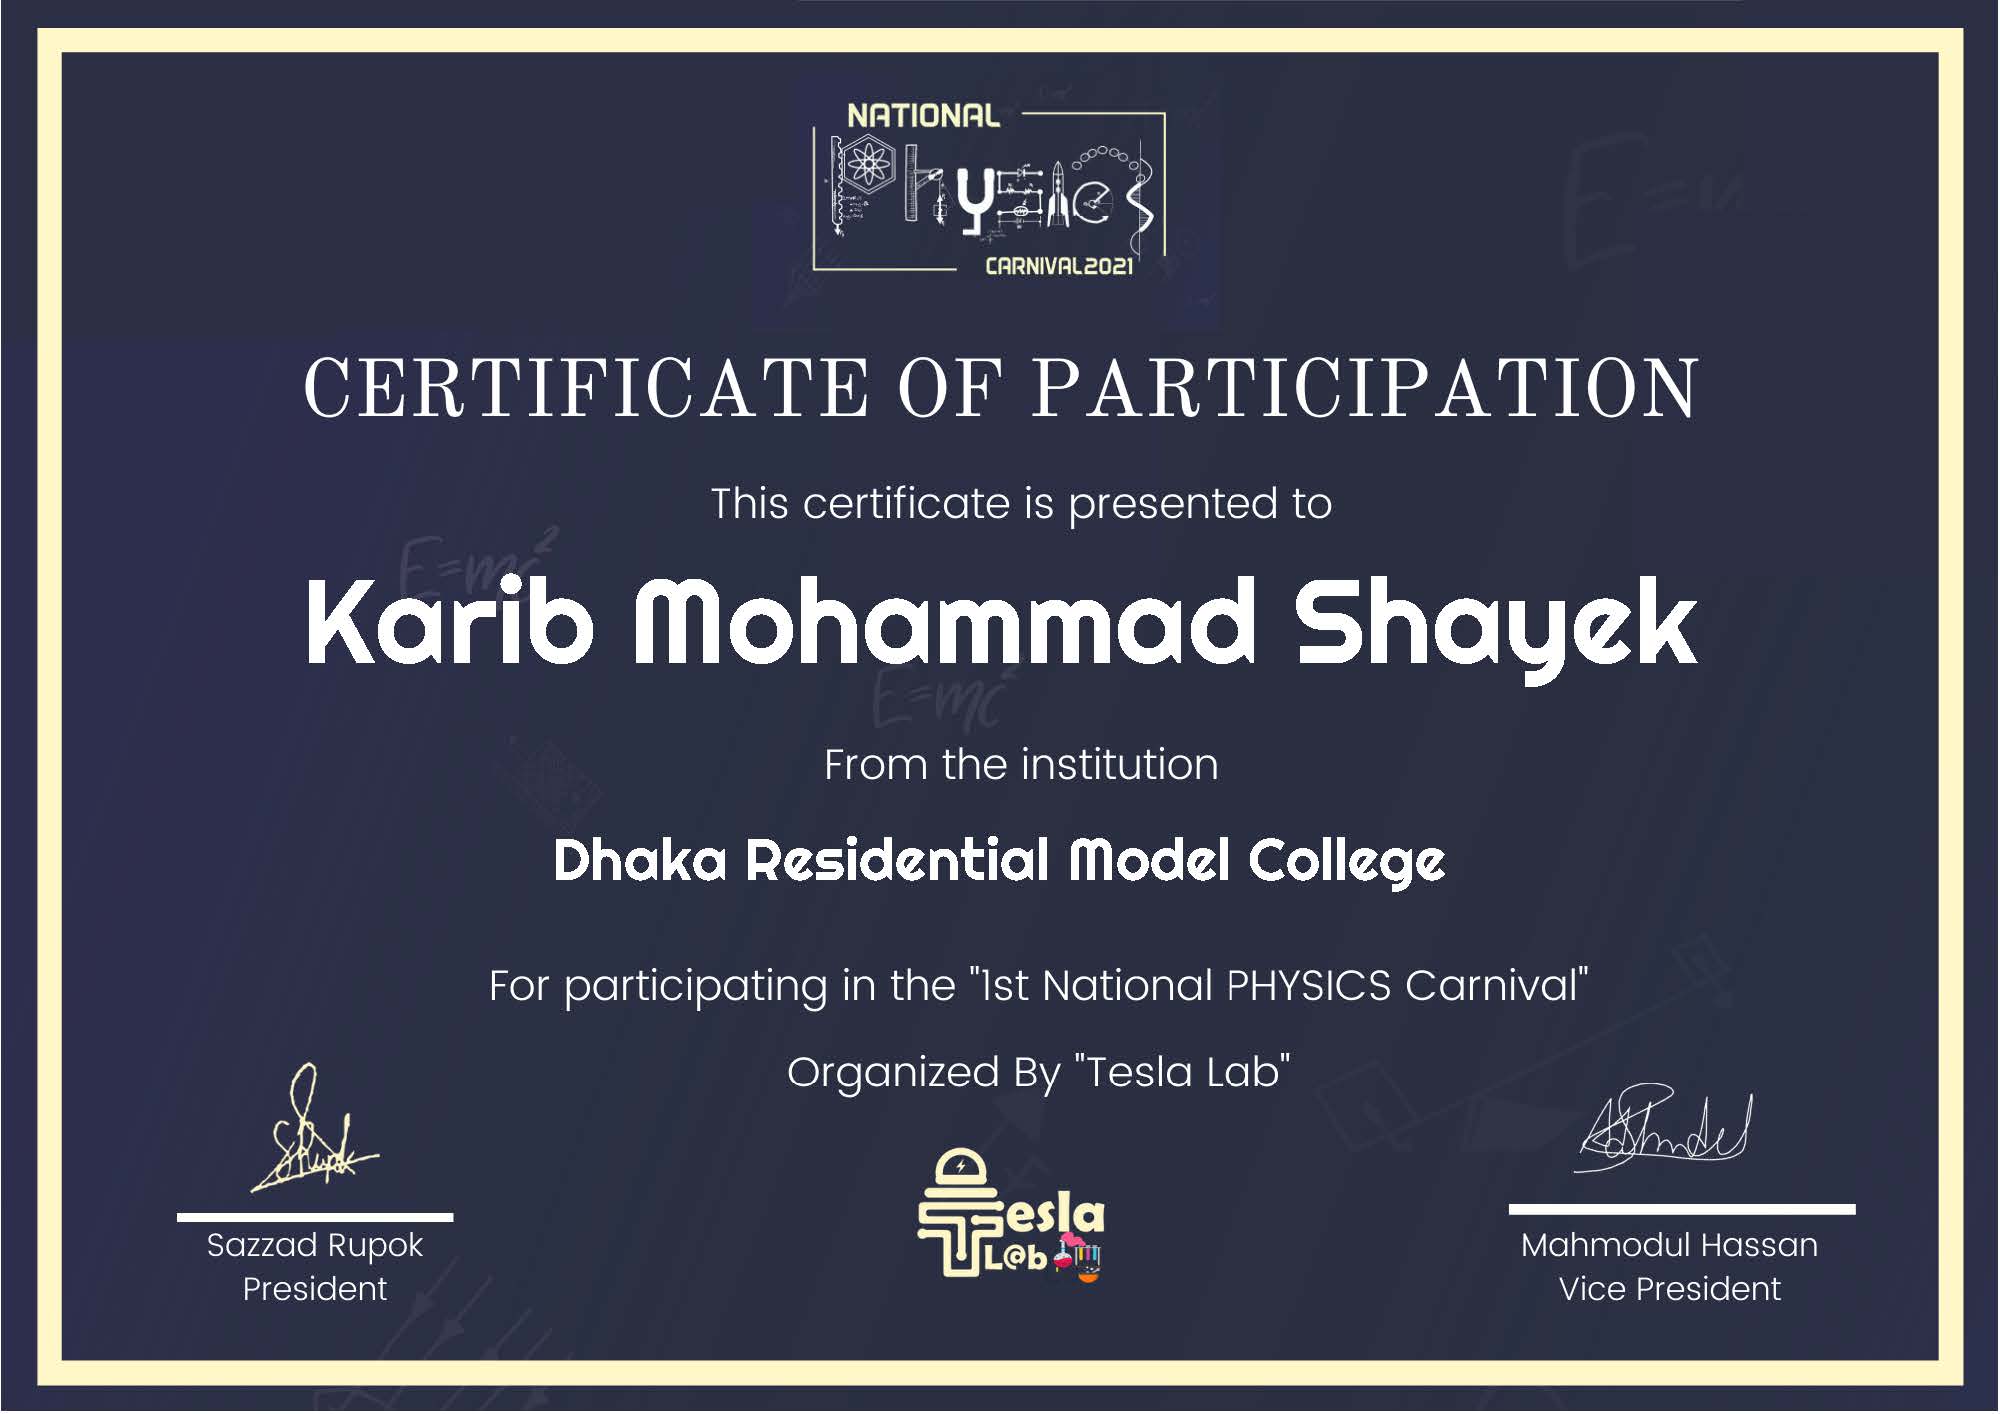 NATIONAL
Physics
CARNIVAL2021
CERTIFICATE OF PARTICIPATION
This certificate is presented to
E=mc²
Karib Mohammad Shayek
E=mc²
From the institution
Dhaka Residential Model College
For participating in the "1st National PHYSICS Carnival"
Organized By "Tesla Lab"
Tesla
L@b
Sazzad Rupok
President
Mahmodul Hassan
Vice President